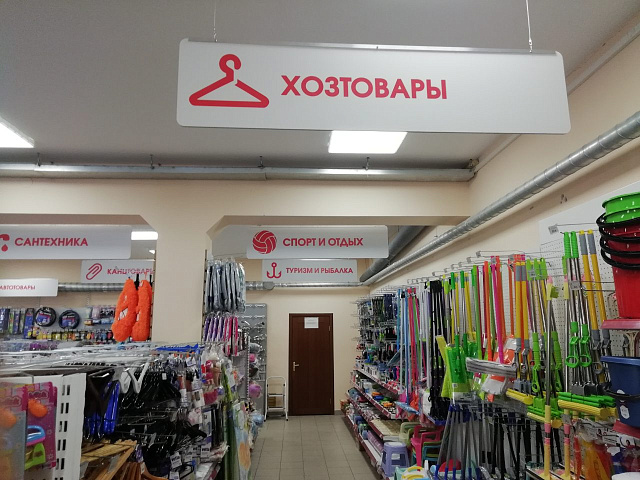 ХОЗТОВАРЫ
САНТЕХНИКА
СПОРТ И ОТДЫХ
КАНЦТОВАРЫ
ТУРИЗМ И РЫБАЛКА
АВТОТОВАРЫ